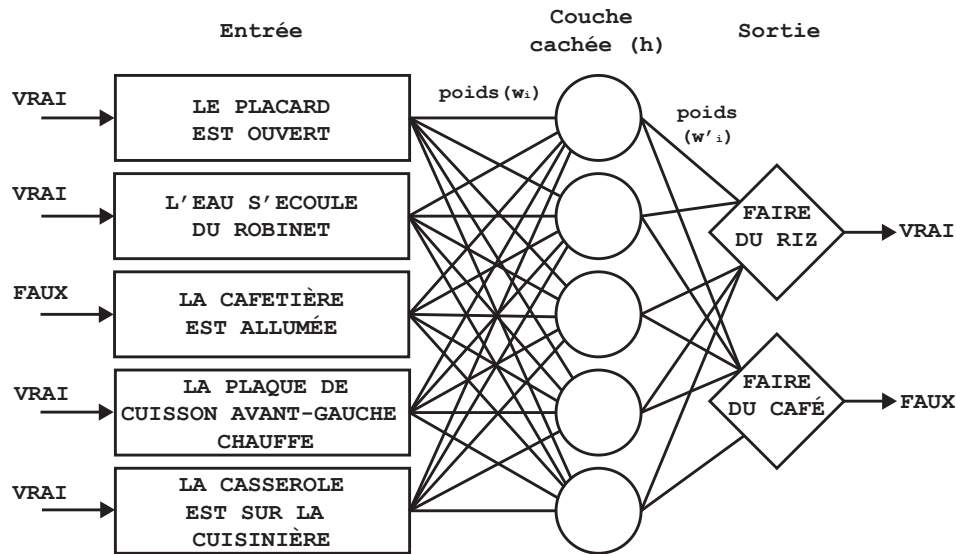 Entrée
Couche
cachée (h)
Sortie
VRAI
LE PLACARD
EST OUVERT
poids(wi)
poids
(w'i)
VRAI
L'EAU S'ECOULE
DU ROBINET
FAIRE
DU RIZ
VRAI
FAUX
LA CAFETIÈRE
EST ALLUMÉE
VRAI
LA PLAQUE DE
CUISSON AVANT-GAUCHE
CHAUFFE
FAIRE
DU CAFÉ
FAUX
VRAI
LA CASSEROLE
EST SUR LA
CUISINIÈRE